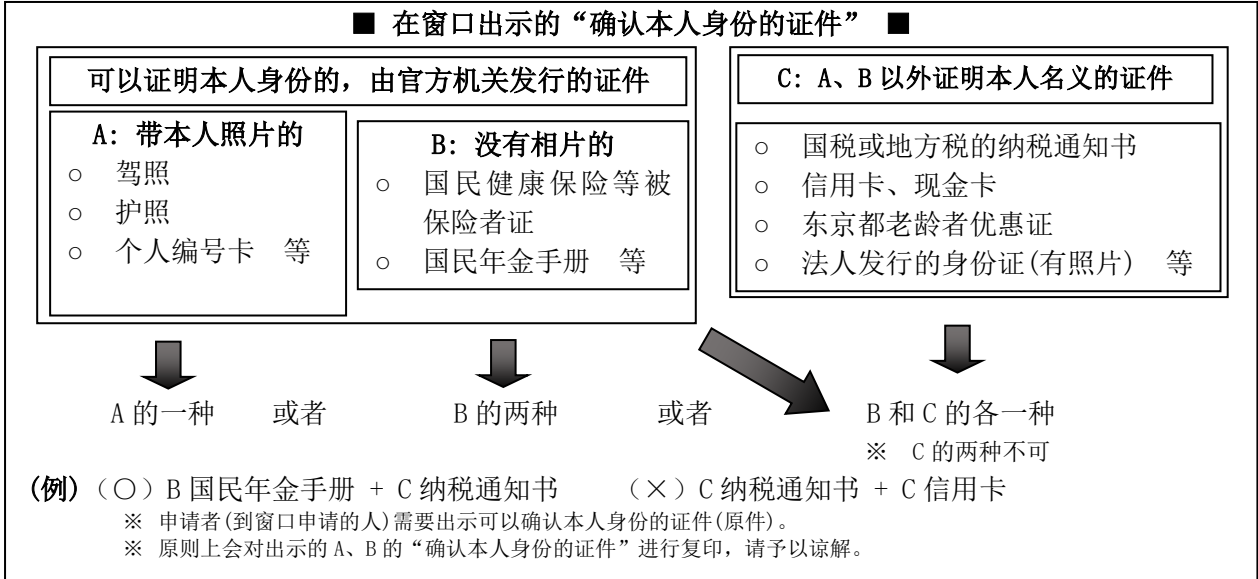 ■ 在窗口出示的“确认本人身份的证件” ■
可以证明本人身份的，由官方机关发行的证件
A: 带本人照片的
○ 驾照
○ 护照
○ 个人编号卡 等
B: 没有相片的
○ 国民健康保险等被
保险者证
○ 国民年金手册 等
C: A、B 以外证明本人名义的证件
○ 国税或地方税的纳税通知书
○ 信用卡、现金卡
○ 东京都老龄者优惠证
○ 法人发行的身份证(有照片) 等
A 的一种 或者 B 的两种 或者 B 和 C 的各一种
※ C 的两种不可
(例)（○）B 国民年金手册 + C 纳税通知书 （×）C 纳税通知书 + C 信用卡
※ 申请者(到窗口申请的人)需要出示可以确认本人身份的证件(原件)。
※ 原则上会对出示的 A、B 的“确认本人身份的证件”进行复印，请予以谅解。